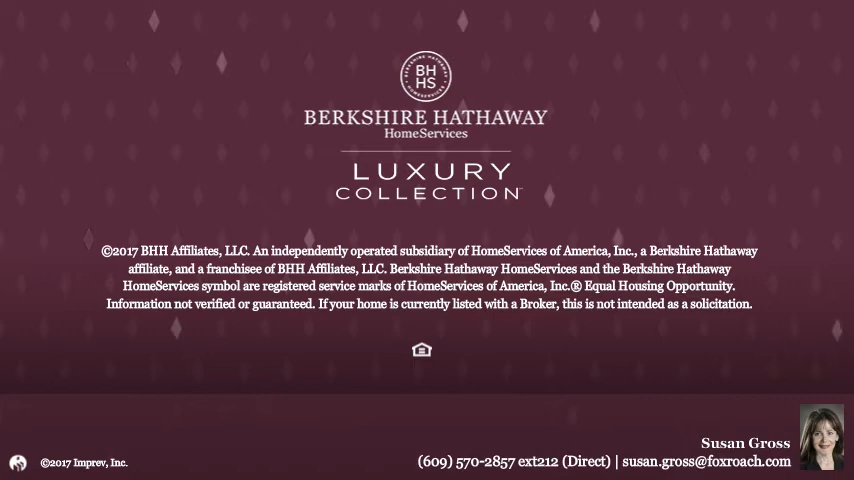 BERKSHIRE HATHAWAY
HOMESERVICES
BH
HS
BERKSHIRE HATHAWAY
HomeServices
LUXURY
COLLECTION™
©2017 BHH Affiliates, LLC. An independently operated subsidiary of HomeServices of America, Inc., a Berkshire Hathaway
affiliate, and a franchisee of BHH Affiliates, LLC. Berkshire Hathaway HomeServices and the Berkshire Hathaway
HomeServices symbol are registered service marks of HomeServices of America, Inc.® Equal Housing Opportunity.
Information not verified or guaranteed. If your home is currently listed with a Broker, this is not intended as a solicitation.
Susan Gross
©2017 Imprev, Inc.
(609) 570-2857 ext212 (Direct) | susan.gross@foxroach.com